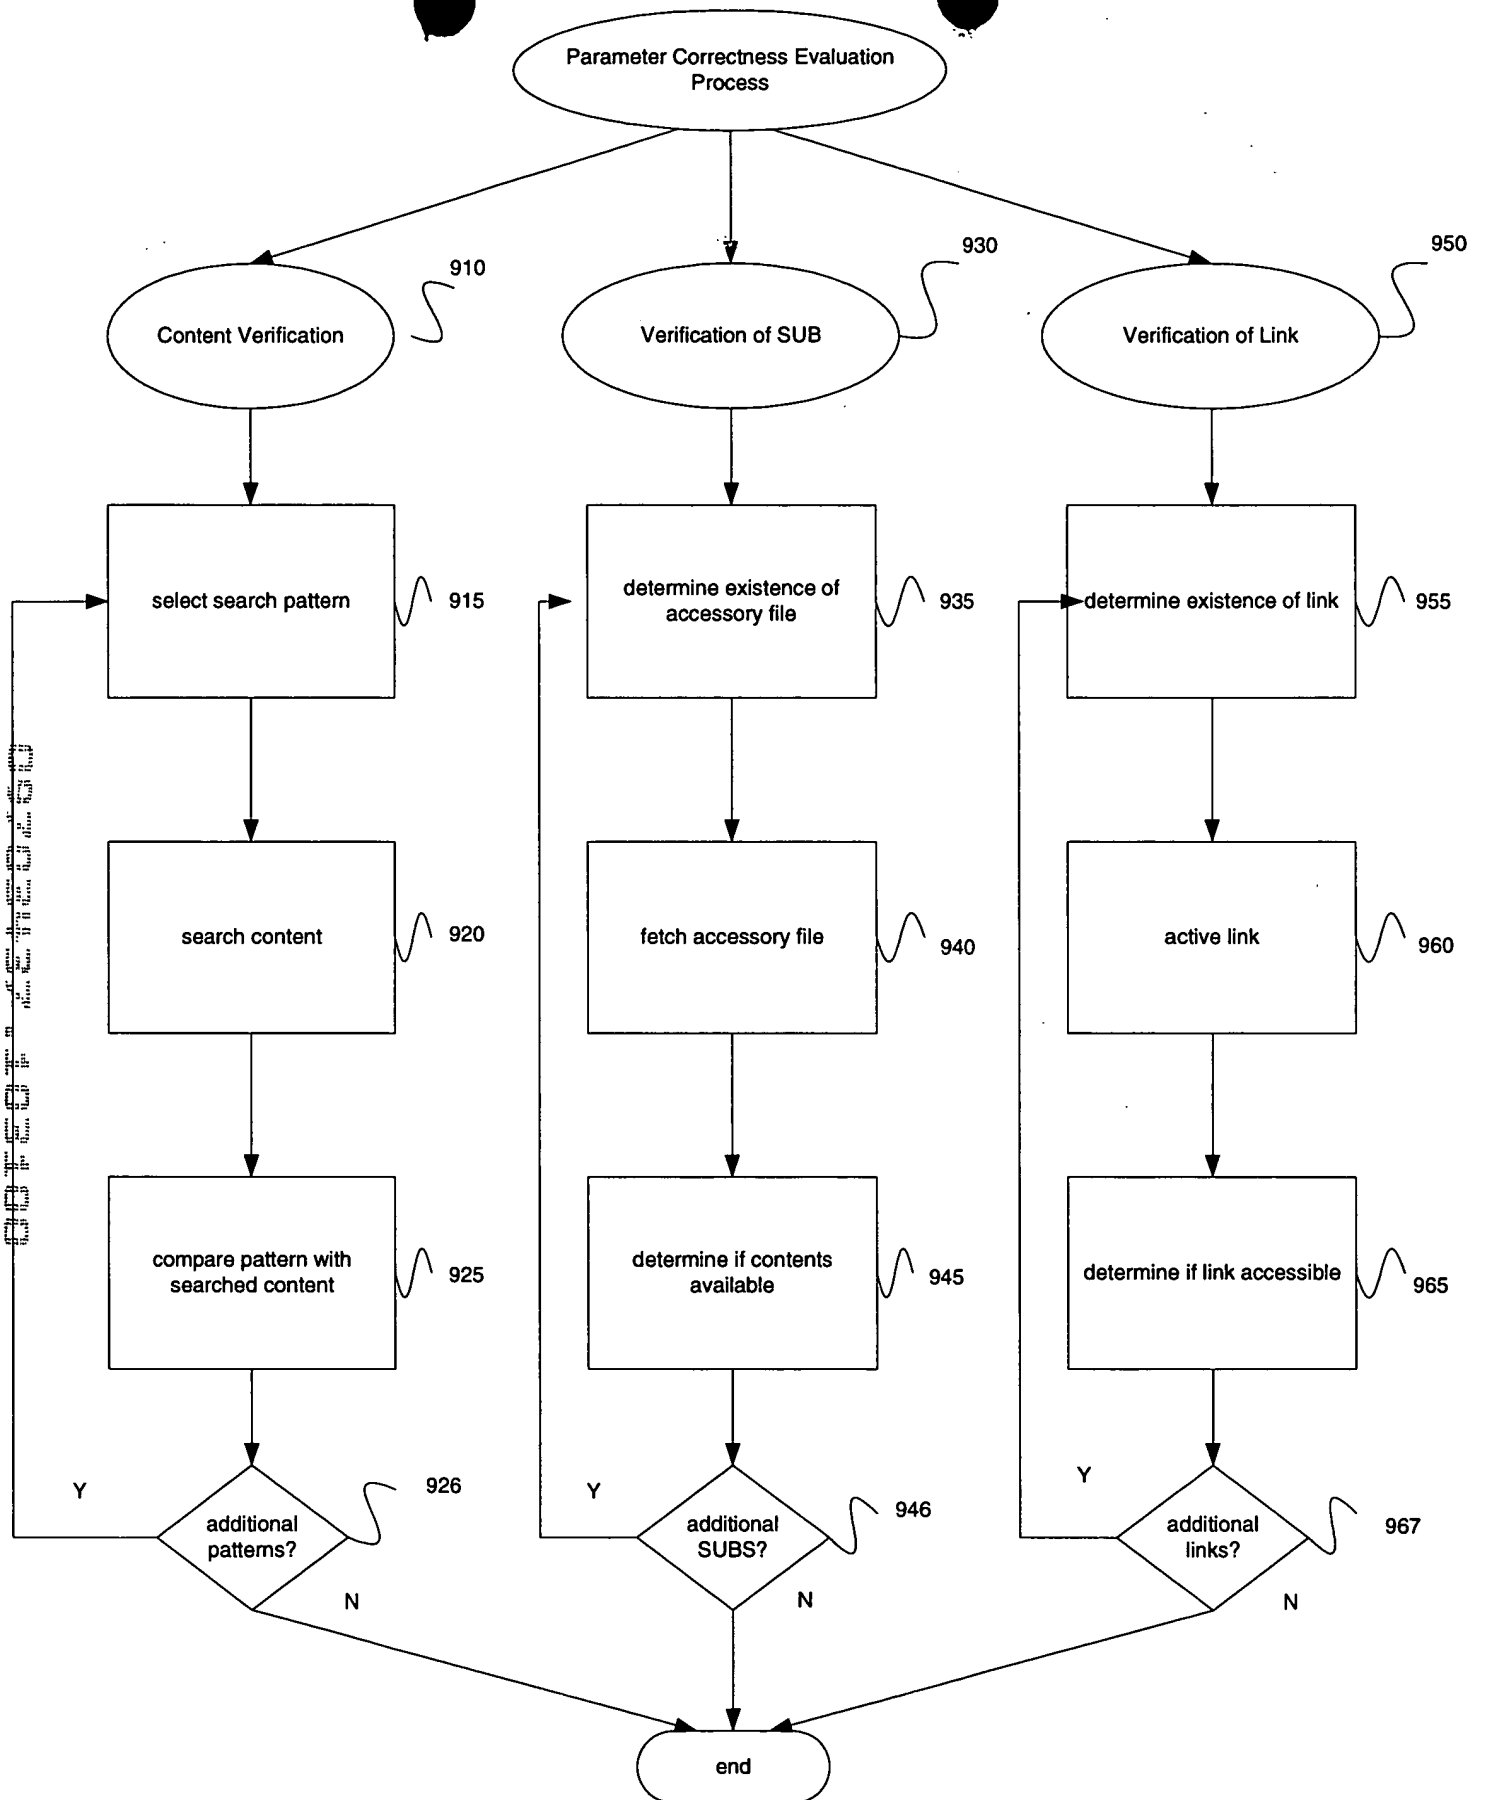 Parameter Correctness Evaluation
Process
910
930
950
Content Verification
Verification of SUB
Verification of Link
select search pattern
915
determine existence of
accessory file
935
determine existence of link
955
search content
920
fetch accessory file
940
active link
960
compare pattern with
searched content
925
determine if contents
available
945
determine if link accessible
965
Y
926
additional
patterns?
N
Y
946
additional
SUBS?
N
Y
967
additional
links?
N
end